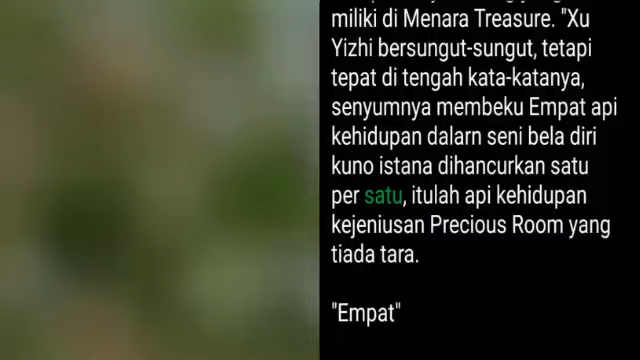 miliki di Menara Treasure. "Xu
Yizhi bersungut-sungut, tetapi
tepat di tengah kata-katanya,
senyumnya membeku Empat api
kehidupan dalarn seni bela diri
kuno istana dihancurkan satu
per satu, itulah api kehidupan
kejeniusan Precious Room yang
tiada tara.
"Empat"